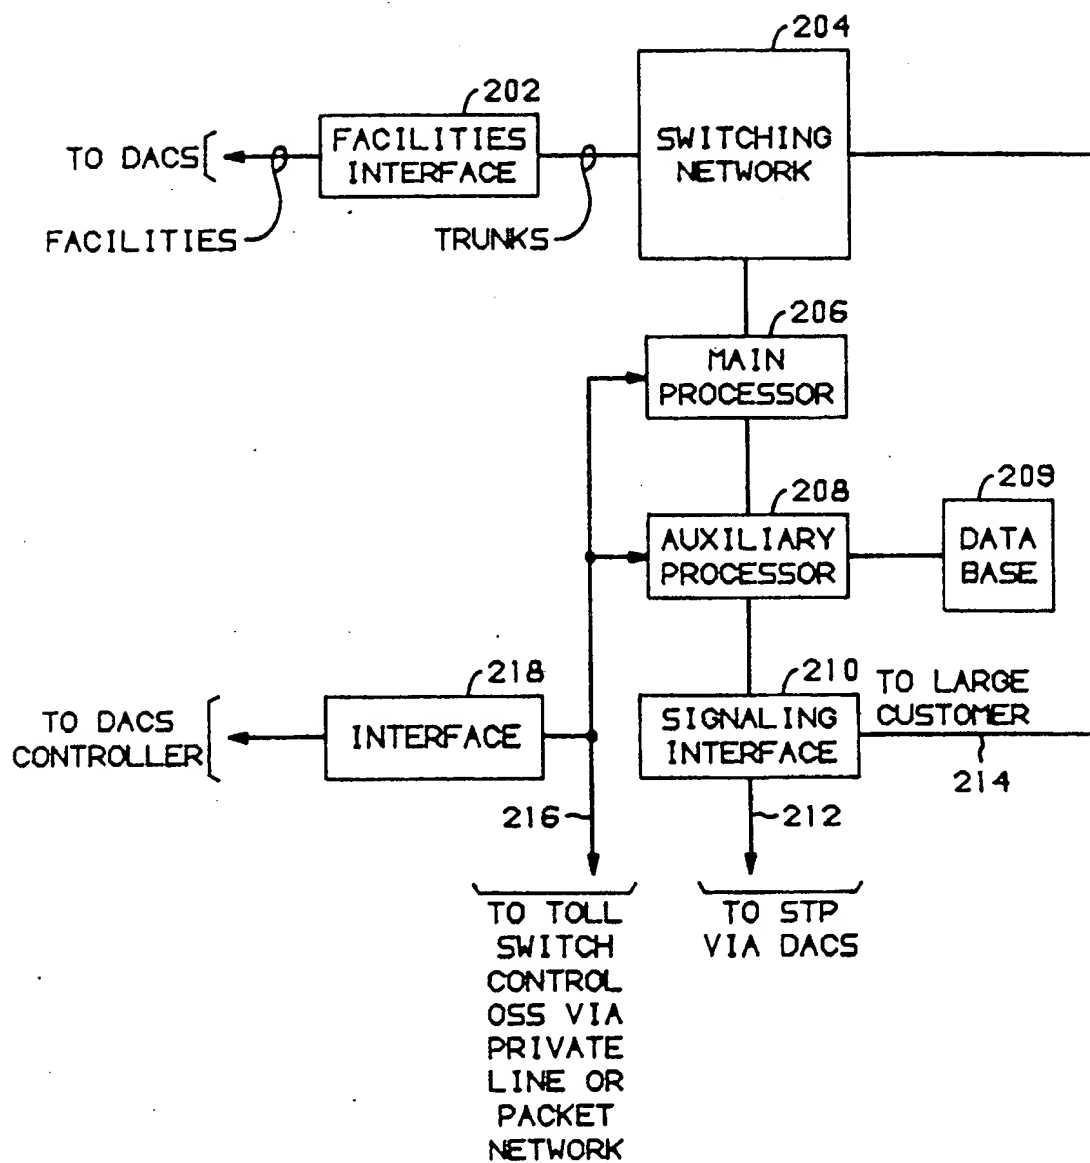 204
202
FACILITIES
INTERFACE
SWITCHING
NETWORK
TO DACS
FACILITIES
TRUNKS
206
MAIN
PROCESSOR
208
209
AUXILIARY
PROCESSOR
DATA
BASE
218
210
TO LARGE
CUSTOMER
TO DACS
CONTROLLER
INTERFACE
SIGNALING
INTERFACE
214
216
212
TO TOLL
SWITCH
CONTROL
OSS VIA
PRIVATE
LINE OR
PACKET
NETWORK
TO STP
VIA DACS